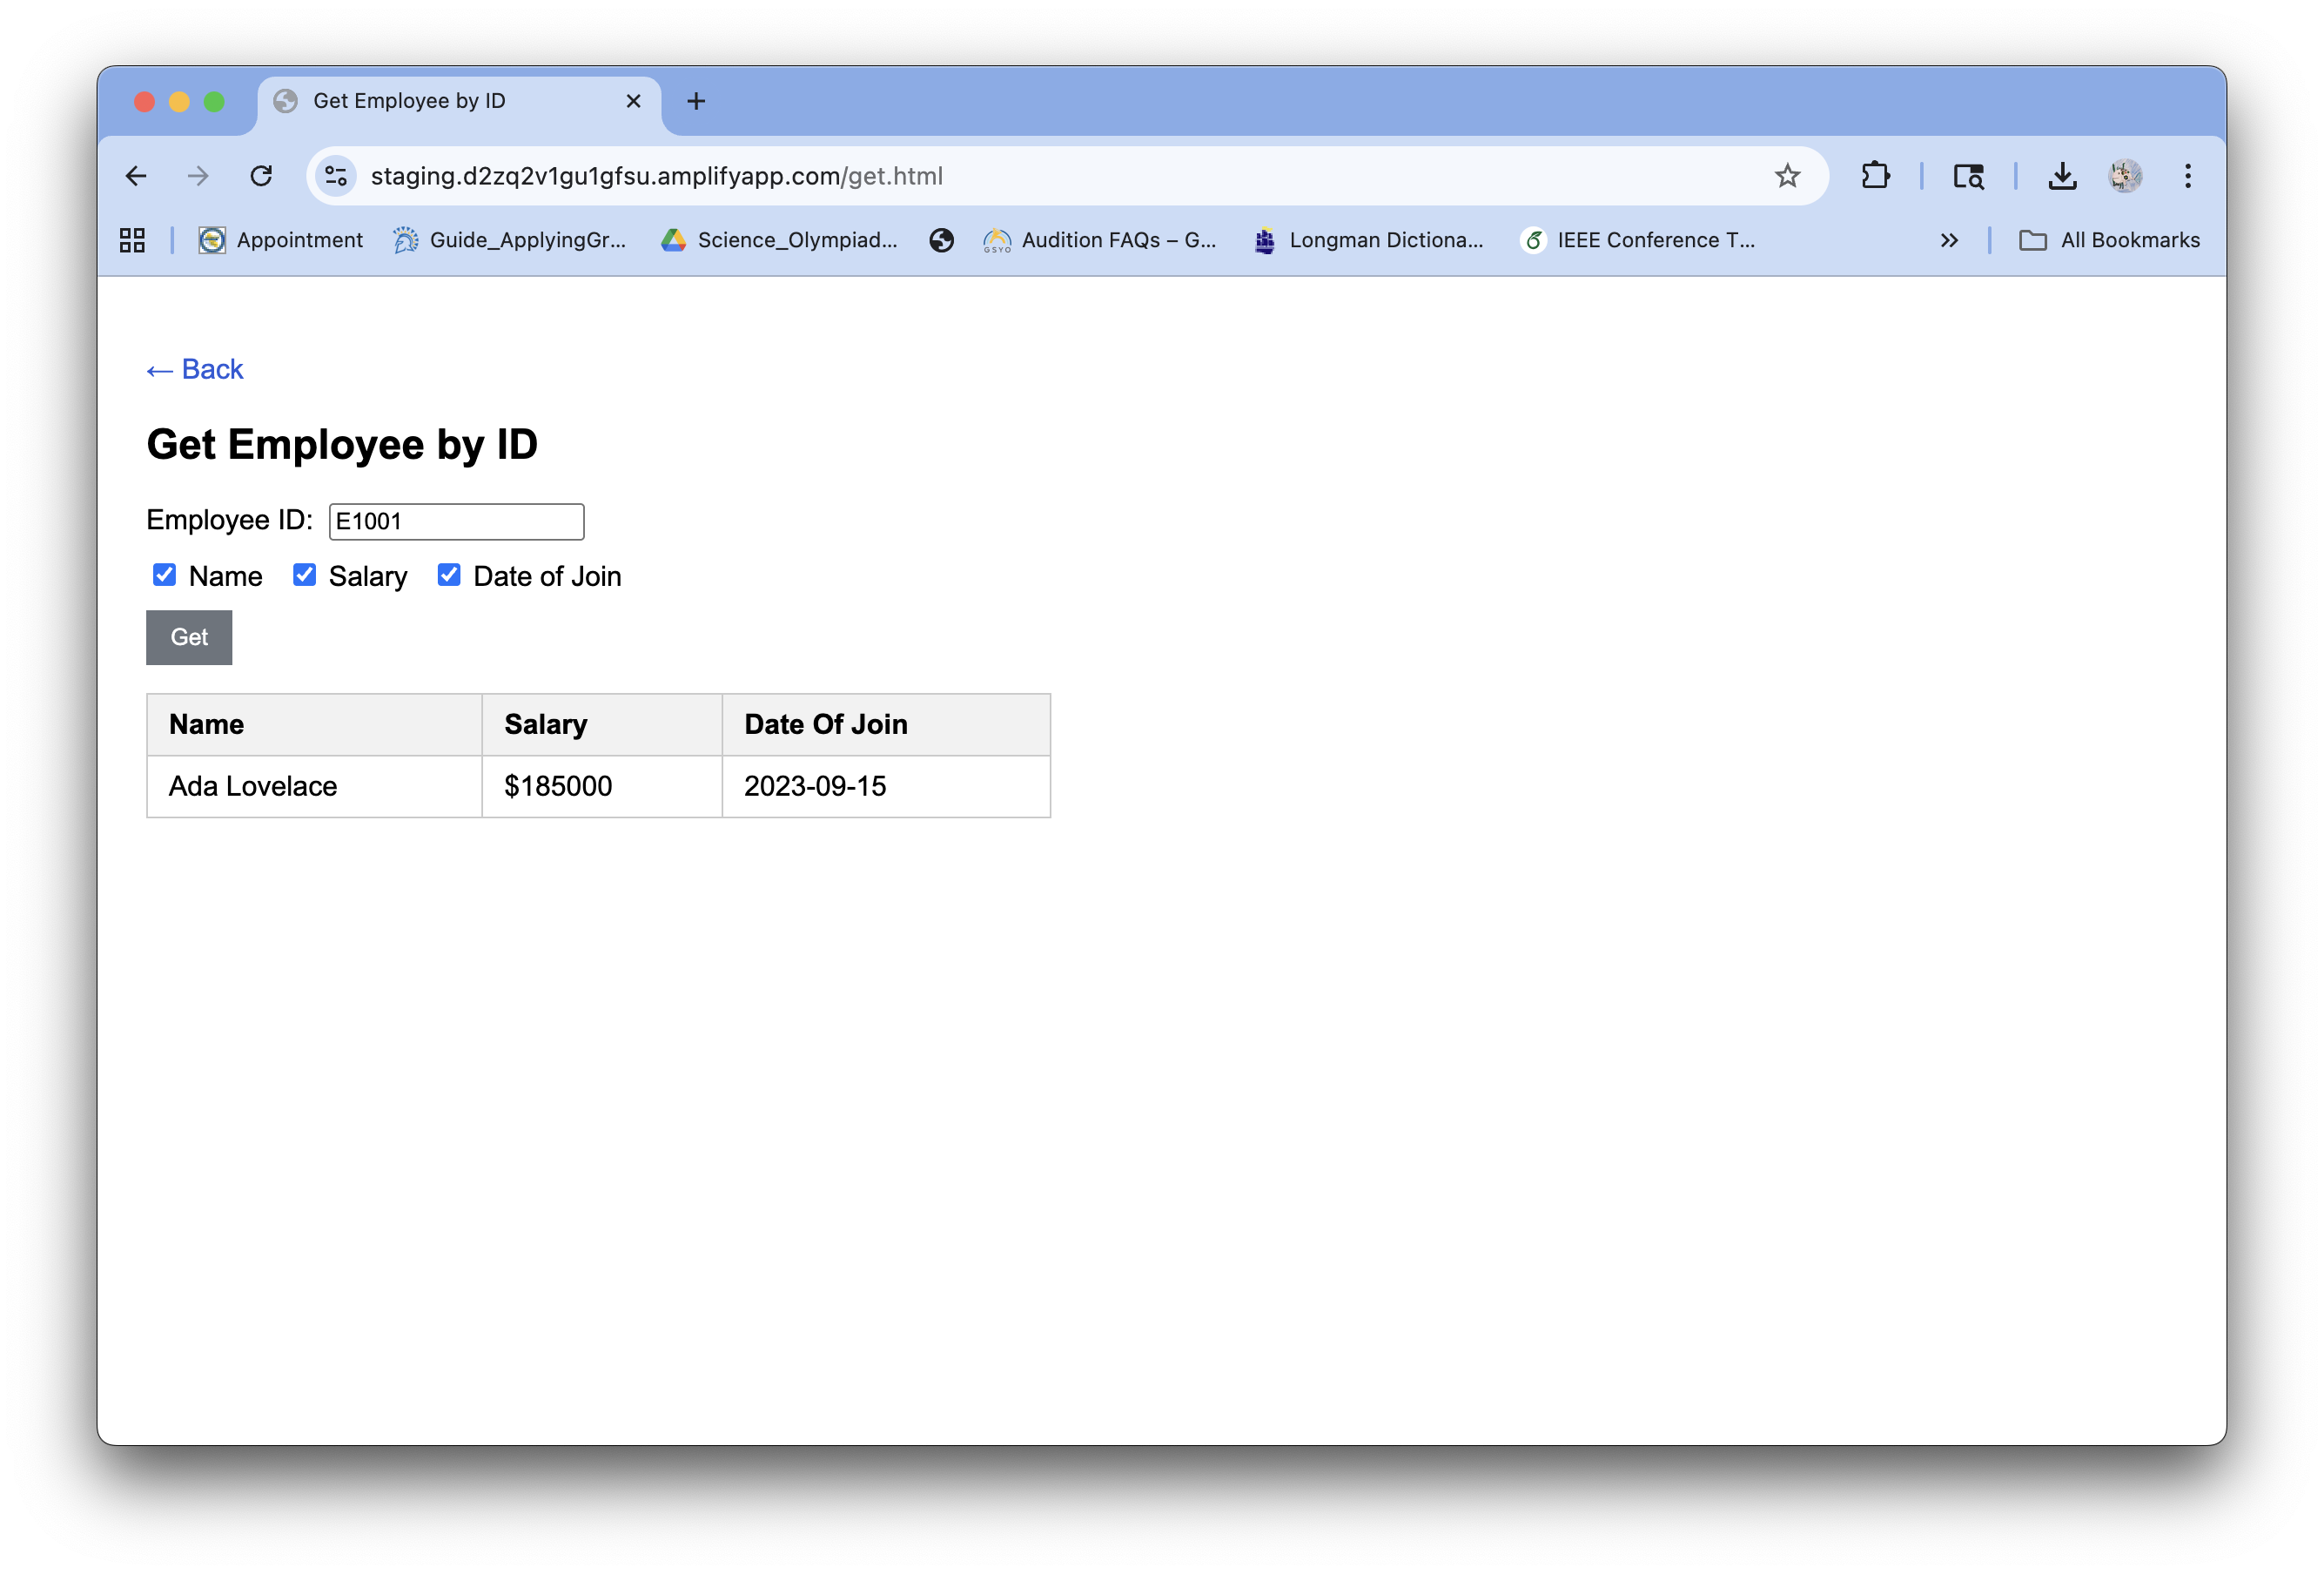 Get Employee by ID
staging.d2zq2v1gu1gfsu.amplifyapp.com/get.html
Appointment Guide_ApplyingGr... Science_Olympiad... GSYO Audition FAQs – G... Longman Dictiona... IEEE Conference T... All Bookmarks
← Back
Get Employee by ID
Employee ID: E1001
Name Salary Date of Join
Get
Name Salary Date Of Join
Ada Lovelace $185000 2023-09-15